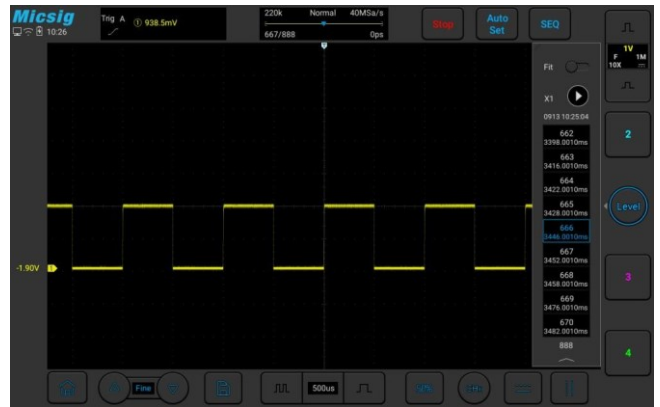 Micsig
10:26
Trig A ① 938.5mV
220k Normal 40MSa/s
667/888 0ps
Stop
Auto
Set
SEQ
1V
F 1M
10X
Fit
X1
0913 10:25:04
662
3398.0010ms
663
3416.0010ms
664
3422.0010ms
665
3428.0010ms
666
3446.0010ms
667
3452.0010ms
668
3458.0010ms
669
3476.0010ms
670
3482.0010ms
888
2
Level
3
4
-1.90V
Fine
500us